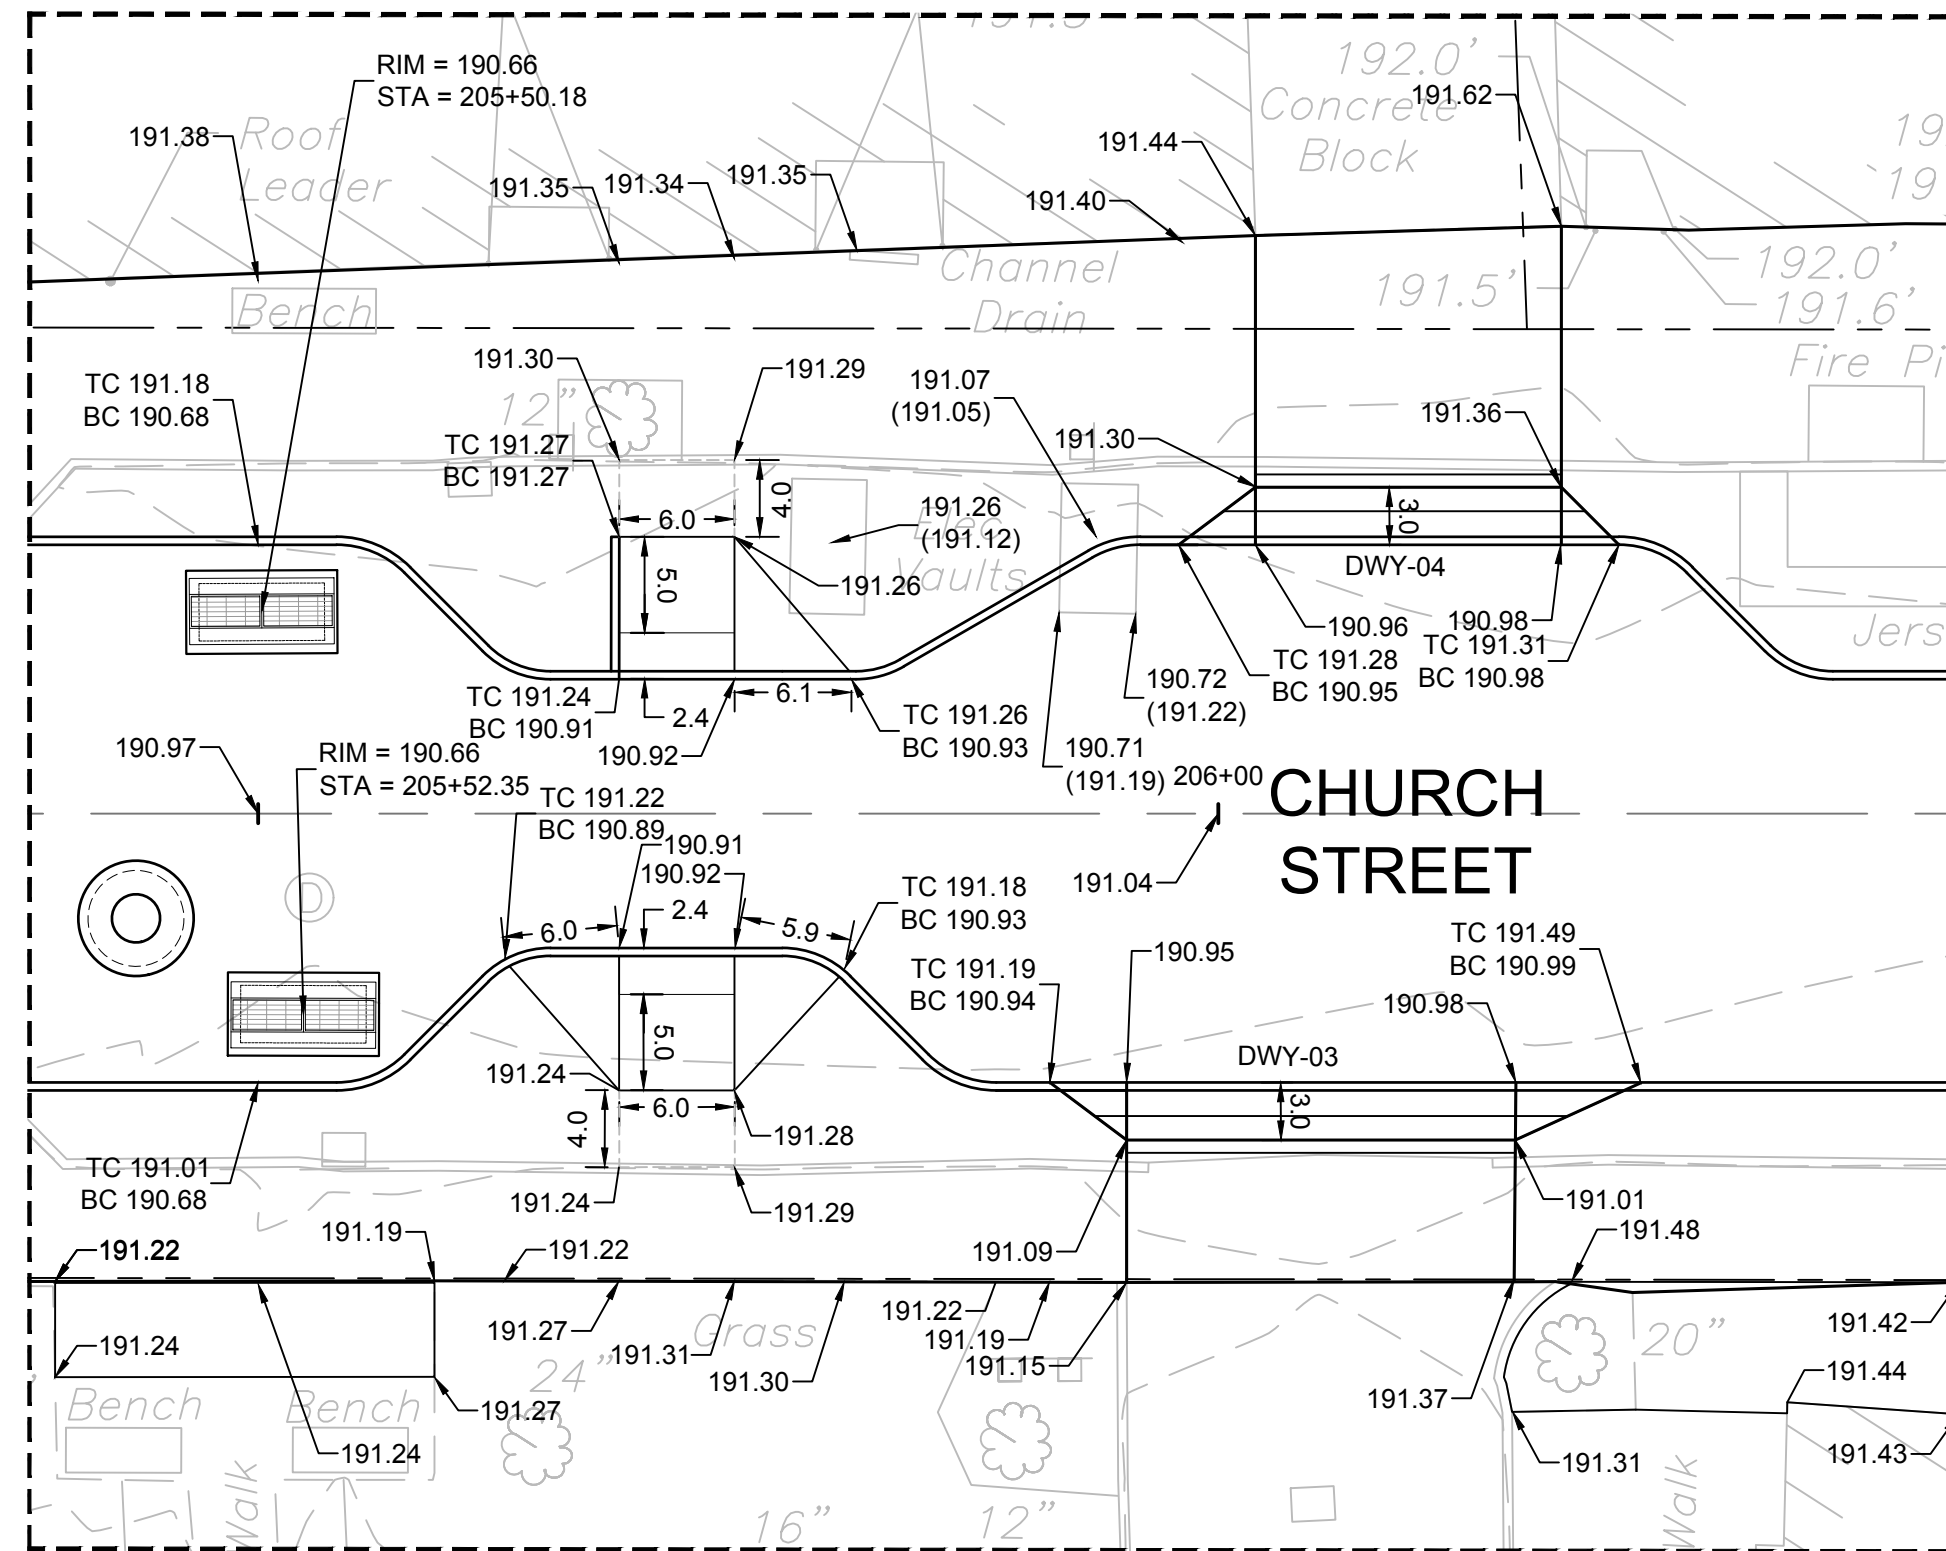 191.5
RIM = 190.66
STA = 205+50.18
192.0'
Concrete
Block
191.62
191.38
Roof
Leader
191.35
191.34
191.35
191.44
191.40
19
19
Bench
Channel
Drain
191.5'
192.0'
191.6'
Fire Pi
191.30
191.29
12"
TC 191.18
BC 190.68
TC 191.27
BC 191.27
191.07
(191.05)
191.30
191.36
4.0
6.0
5.0
191.26
(191.12)
Elec
Vaults
191.26
3.0
DWY-04
190.96
190.98
TC 191.31
BC 190.98
TC 191.28
BC 190.95
Jers
TC 191.24
BC 190.91
2.4
6.1
190.92
TC 191.26
BC 190.93
190.72
(191.22)
190.71
(191.19)
206+00
CHURCH
STREET
191.04
190.97
RIM = 190.66
STA = 205+52.35
TC 191.22
BC 190.89
190.91
190.92
2.4
6.0
5.9
TC 191.18
BC 190.93
D
TC 191.19
BC 190.94
190.95
TC 191.49
BC 190.99
190.98
DWY-03
3.0
5.0
191.24
6.0
4.0
191.28
TC 191.01
BC 190.68
191.24
191.29
191.09
191.01
191.48
191.22
191.19
191.22
191.24
191.27
191.31
191.30
Grass
191.22
191.19
191.15
191.37
20"
191.42
191.44
191.43
191.31
Bench
Bench
191.27
191.24
24"
Walk
16"
12"
Walk